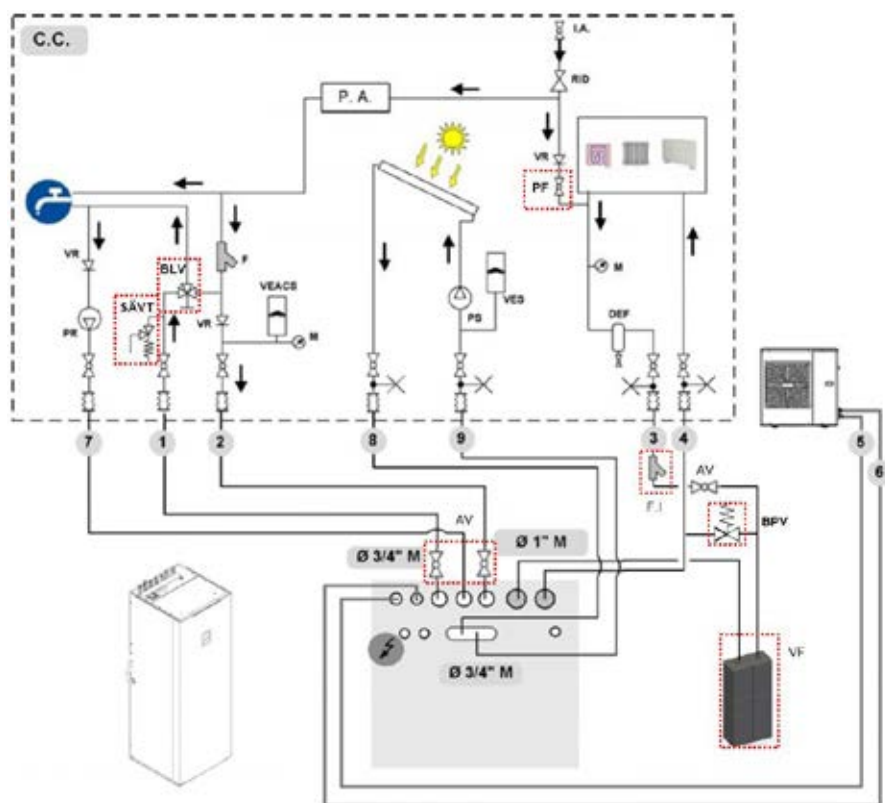 C.C.
I.A.
RID
P. A.
VR
PF
BLV
F
VR
SÄVT
VEACS
VR
M
PR
PS
VES
M
DEF
7
1
2
8
9
3
4
5
6
AV
F.I
BPV
AV
Ø 3/4" M
Ø 1" M
Ø 3/4" M
VF